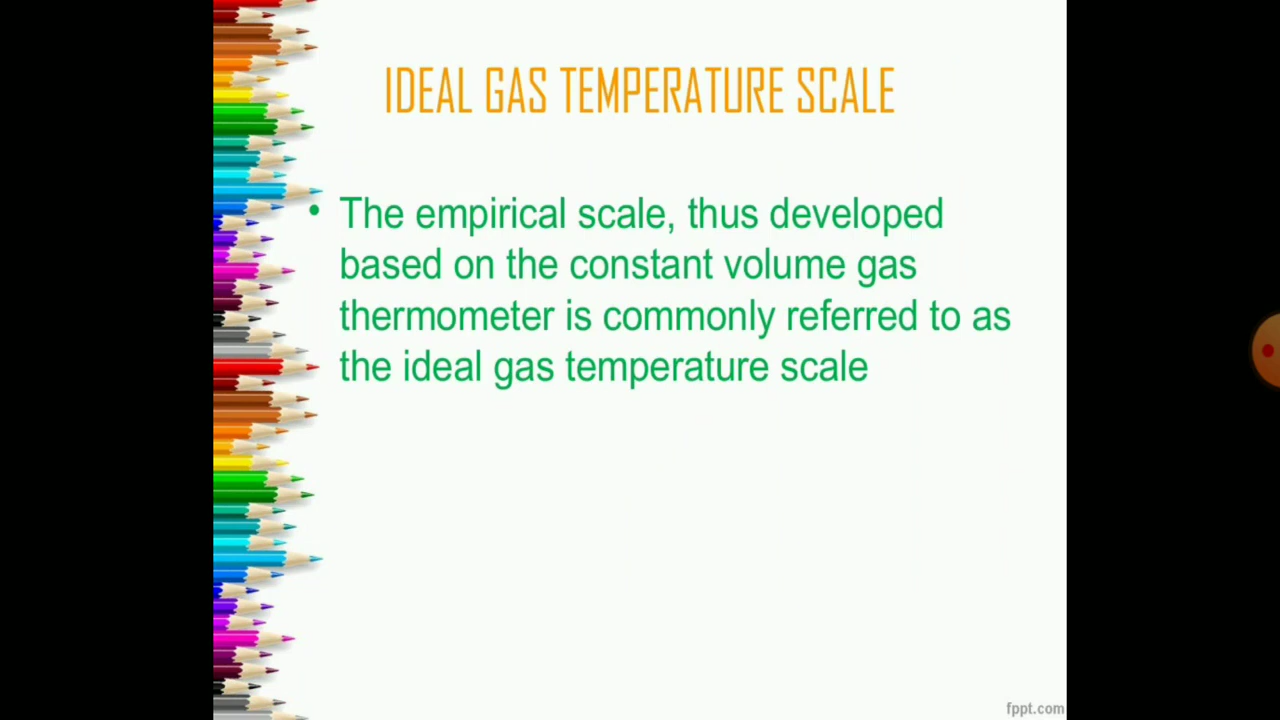 IDEAL GAS TEMPERATURE SCALE
• The empirical scale, thus developed
based on the constant volume gas
thermometer is commonly referred to as
the ideal gas temperature scale
fppt.com